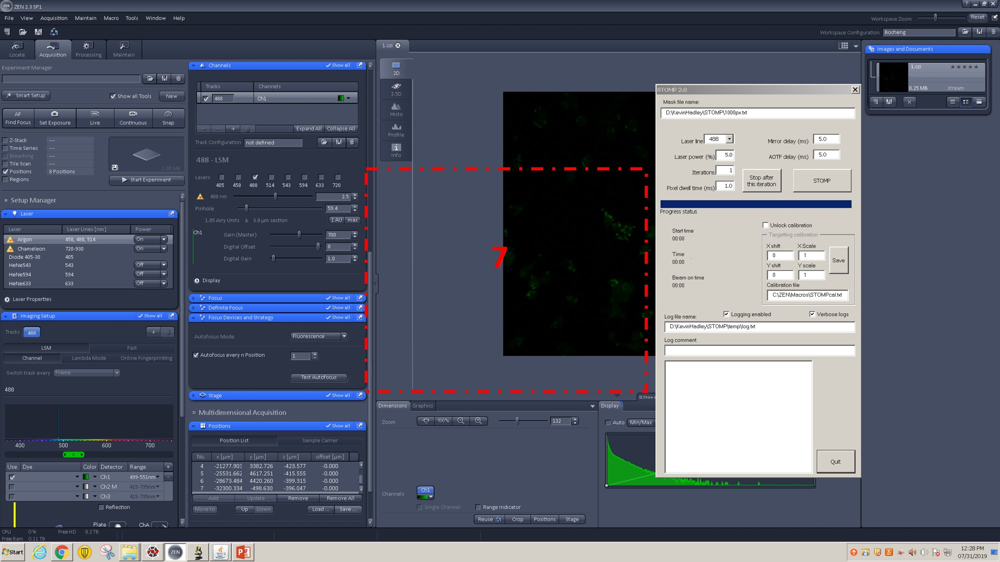 ZEN 2.3 SP1
File View Acquisition Maintain Macro Tools Window Help
Workspace Zoom Reset
Workspace Configuration Bocheng
Locate Acquisition Processing Maintain
Experiment Manager
Smart Setup Show all Tools New
AF
Find Focus Set Exposure Live Continuous Snap
Z-Stack ---
Time Series ---
Bleaching ---
Tile Scan ---
Positions 8 Positions
Regions
2.00 MB
Start Experiment
Setup Manager
Laser
Laser Laser Lines [nm] Power
Argon 458, 488, 514 On
Chameleon 720-930 On
Diode 405-30 405
HeNe543 543 Off
HeNe594 594 Off
HeNe633 633 Off
Laser Properties
Imaging Setup Show all
Tracks 488
LSM Fast
Channel Lambda Mode Online Fingerprinting
Switch track every Frame
488
400 500 600 700
Use Dye Color Detector Range
Ch1 499-551nm
Ch2 M 415-735nm
Ch3 415-735nm
Reflection
Plate ChA
Channels Show all
Tracks Channels
488 Ch1
Expand All Collapse All
Track Configuration not defined
488 - LSM
Lasers
405 458 488 514 543 594 633 720
488 nm 2.5
Pinhole 59.4
1.85 Airy Units ≙ 3.8 µm section 1 AU max
Ch1
Gain (Master) 700
Digital Offset 0
Digital Gain 1.0
Display
Focus Show all
Definite Focus Show all
Focus Devices and Strategy Show all
Autofocus Mode Fluorescence
Autofocus every n Position 1
Test Autofocus
Stage Show all
Multidimensional Acquisition
Positions Show all
Position List Sample Carrier
No. x [µm] y [µm] z [µm] offset [µm]
4 -21277.903 3382.726 -423.577 -0.000
5 -25531.662 4617.251 -415.555 -0.000
6 -28673.484 4420.260 -399.315 -0.000
7 -32300.334 -498.630 -396.047 -0.000
Add Update Remove Remove All
Move to Up Down Load ... Save ...
1.czi
2D
2.5D
Histo
Profile
Info
7
Show a
Dimensions Graphics
Zoom 100% 132
Channels Ch1
Single Channel Range Indicator
Reuse Crop Positions Stage
Display
Auto Min/Max
STOMP 2.0
Mask file name:
D:\KevinHadley\STOMP\1000px.txt
Laser line 488 Mirror delay (ms) 5.0
Laser power (%) 5.0 AOTF delay (ms) 5.0
Iterations 1
Pixel dwell time (ms) 1.0
Stop after
this iteration
STOMP
Progress status
Start time
00:00
Time
00:00
Beam on time
00:00
Unlock calibration
Targetting calibration
X shift X Scale
0 1
Y shift Y scale
0 1
Save
Calibration file
C:\ZEN\Macros\STOMPcal.txt
Logging enabled Verbose logs
Log file name:
D:\KevinHadley\STOMP\temp\log.txt
Log comment:
Quit
Images and Documents
1.czi
0.25 MB stream
CPU 0 % Free HD 3.2 TB
Free Ram 0.11 TB
Start
ZEN
12:28 PM
07/31/2019